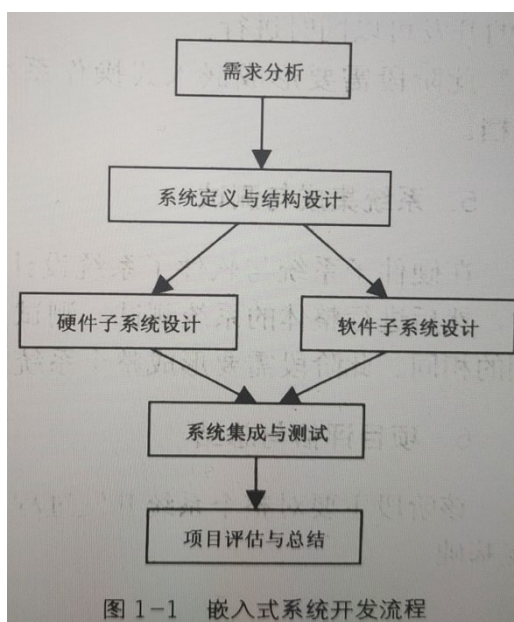 需求分析
系统定义与结构设计
硬件子系统设计
软件子系统设计
系统集成与测试
项目评估与总结
图 1-1 嵌入式系统开发流程